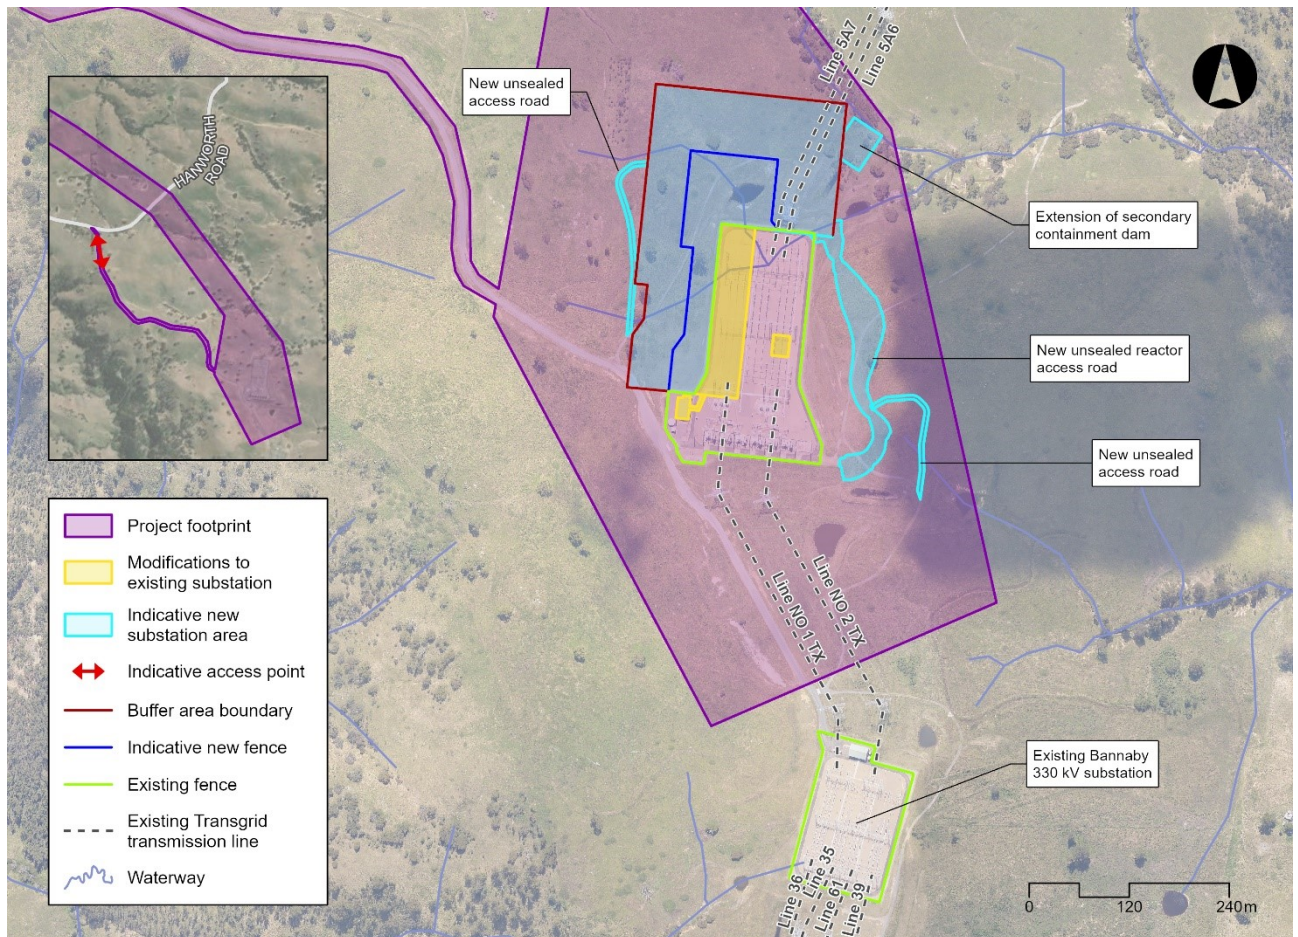 Line 5A7
Line 5A6
New unsealed
access road
HANWORTH
ROAD
Extension of secondary
containment dam
New unsealed reactor
access road
New unsealed
access road
Line NO 1 TX
Line NO 2 TX
Existing Bannaby
330 kV substation
Line 36
Line 35
Line 61
Line 39
Project footprint
Modifications to
existing substation
Indicative new
substation area
Indicative access point
Buffer area boundary
Indicative new fence
Existing fence
Existing Transgrid
transmission line
Waterway
0 120 240m